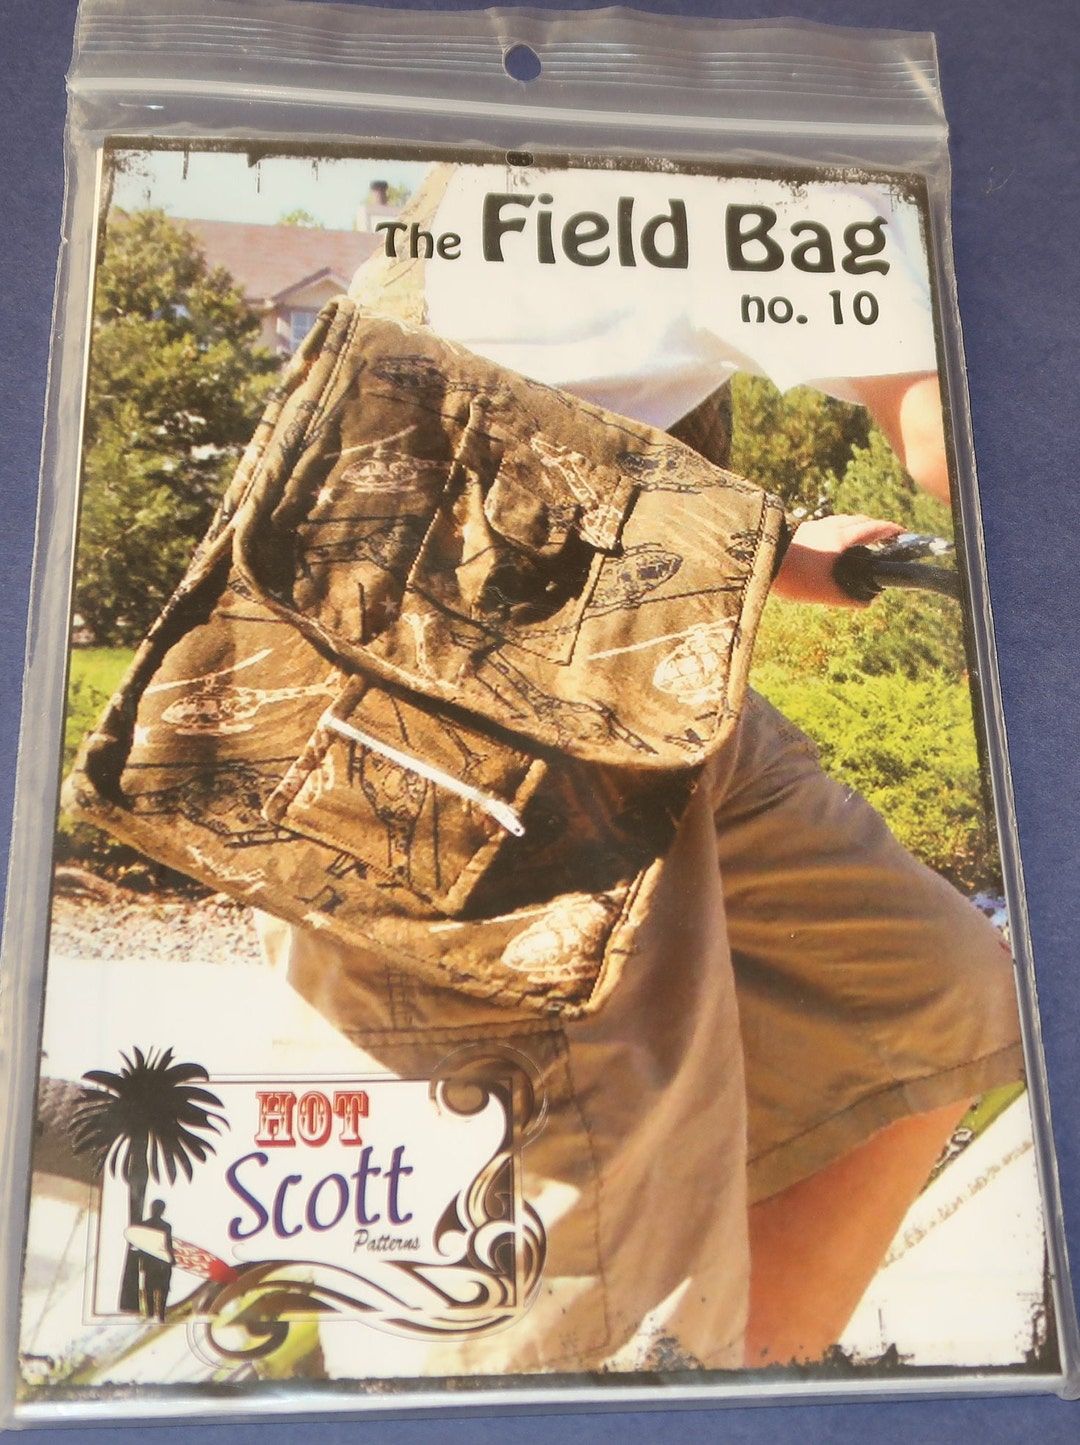 The Field Bag
no. 10
HOT
Scott
Patterns